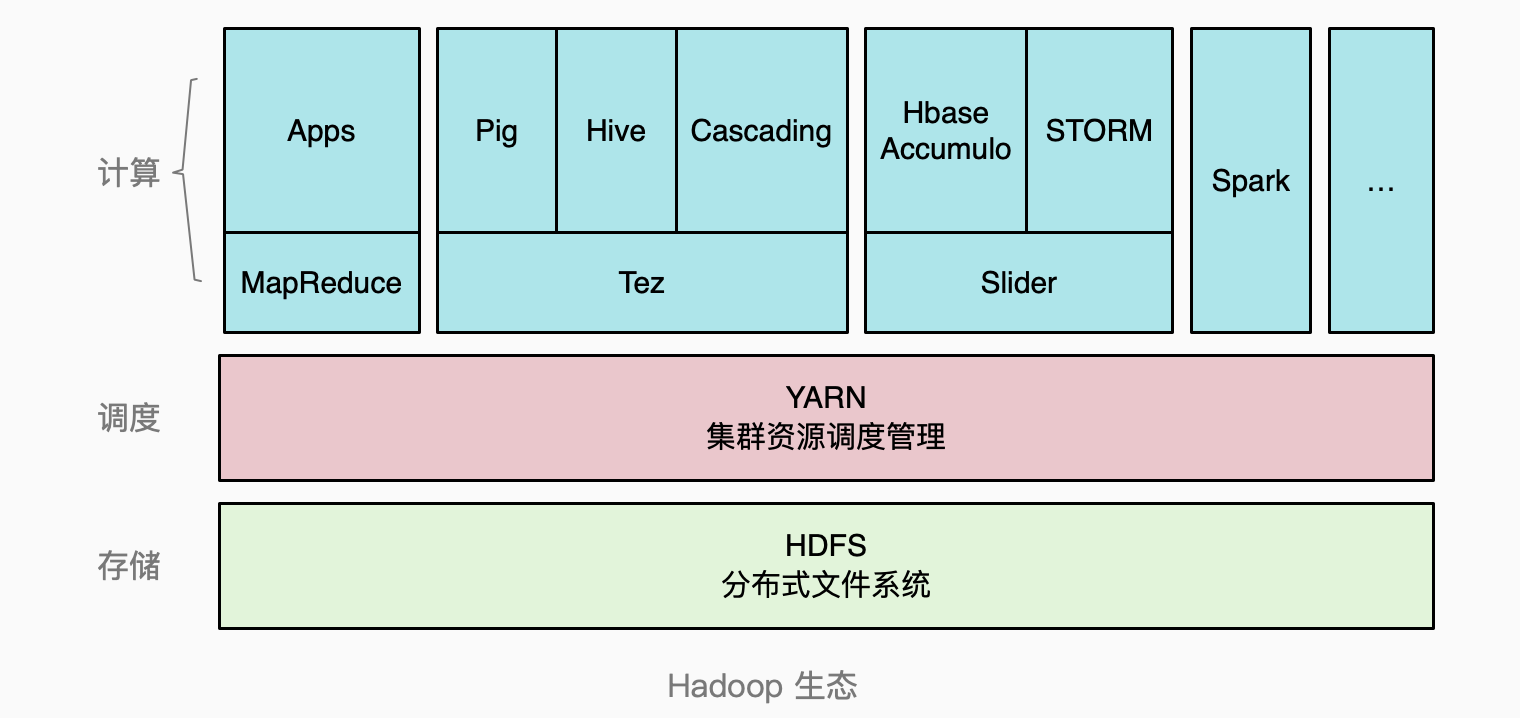 Apps
Pig
Hive
Cascading
Hbase
Accumulo
STORM
Spark
...
计算
MapReduce
Tez
Slider
调度
YARN
集群资源调度管理
存储
HDFS
分布式文件系统
Hadoop 生态